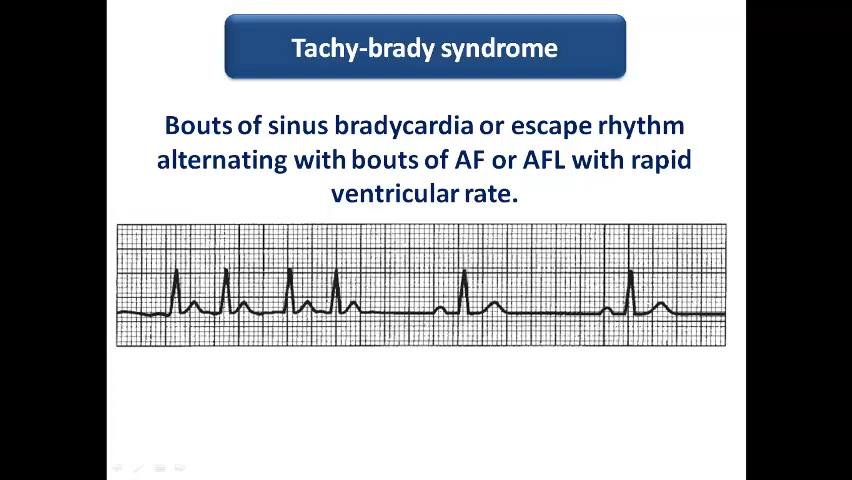 Tachy-brady syndrome
Bouts of sinus bradycardia or escape rhythm
alternating with bouts of AF or AFL with rapid
ventricular rate.